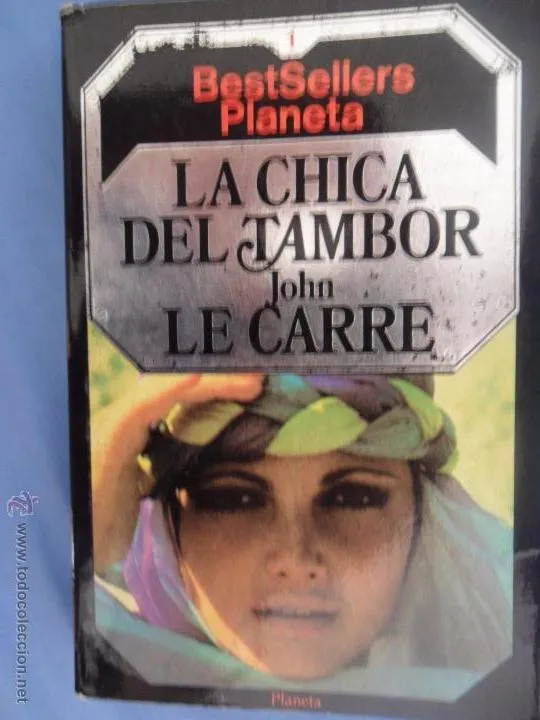 1
BestSellers
Planeta
LA CHICA
DEL TAMBOR
John
LE CARRE
Planeta
www.todocoleccion.net